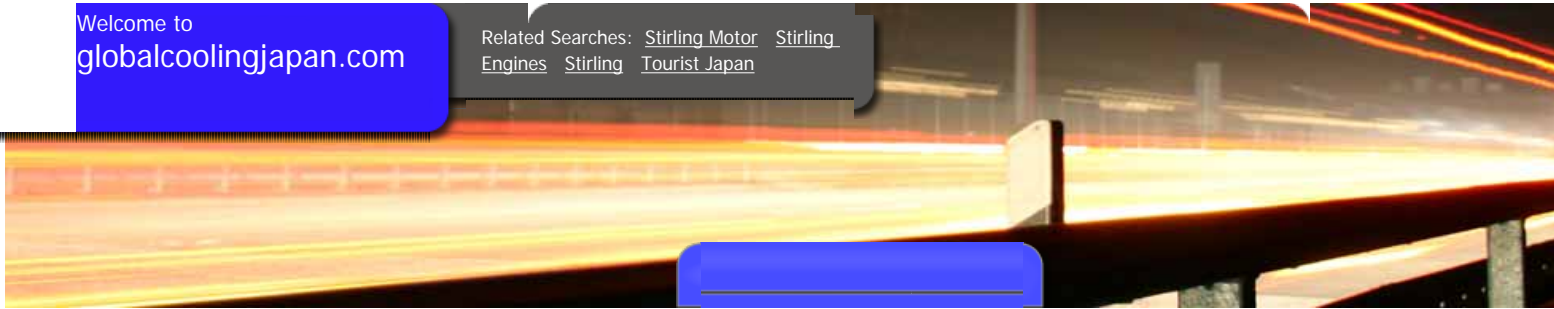 Welcome to
globalcoolingjapan.com
Related Searches: Stirling Motor Stirling
Engines Stirling Tourist Japan